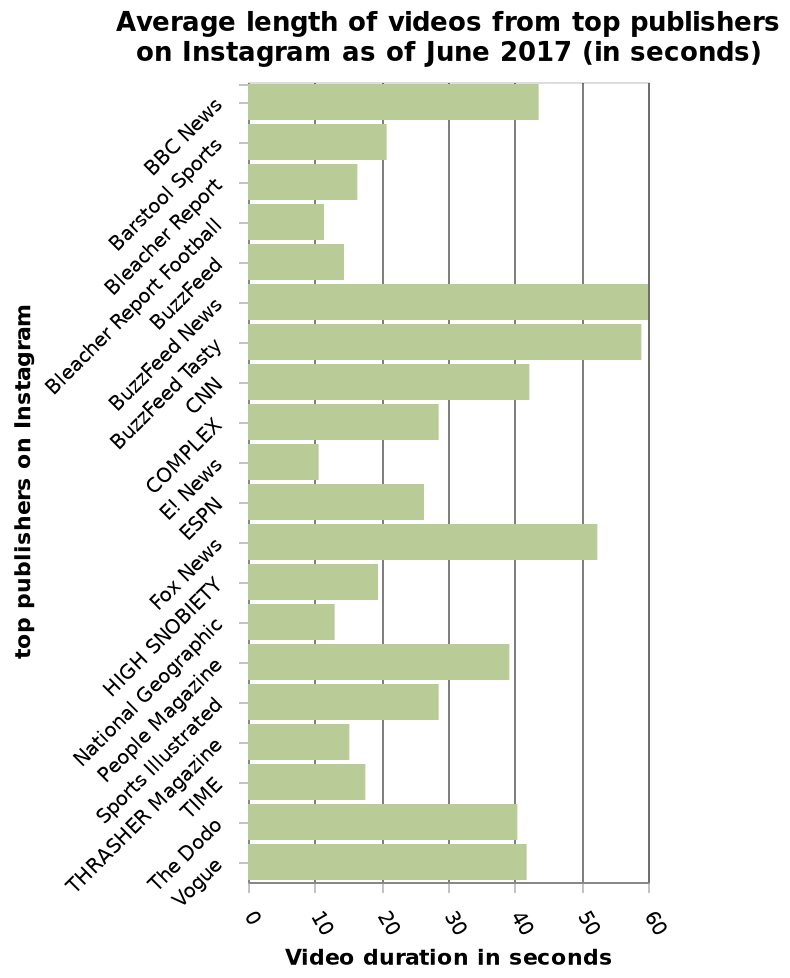 Average length of videos from top publishers
on Instagram as of June 2017 (in seconds)
top publishers on Instagram
BBC News
Barstool Sports
Bleacher Report
Bleacher Report Football
BuzzFeed
BuzzFeed News
BuzzFeed Tasty
CNN
COMPLEX
E! News
ESPN
Fox News
HIGH SNOBIETY
National Geographic
People Magazine
Sports Illustrated
THRASHER Magazine
TIME
The Dodo
Vogue
0 10 20 30 40 50 60
Video duration in seconds